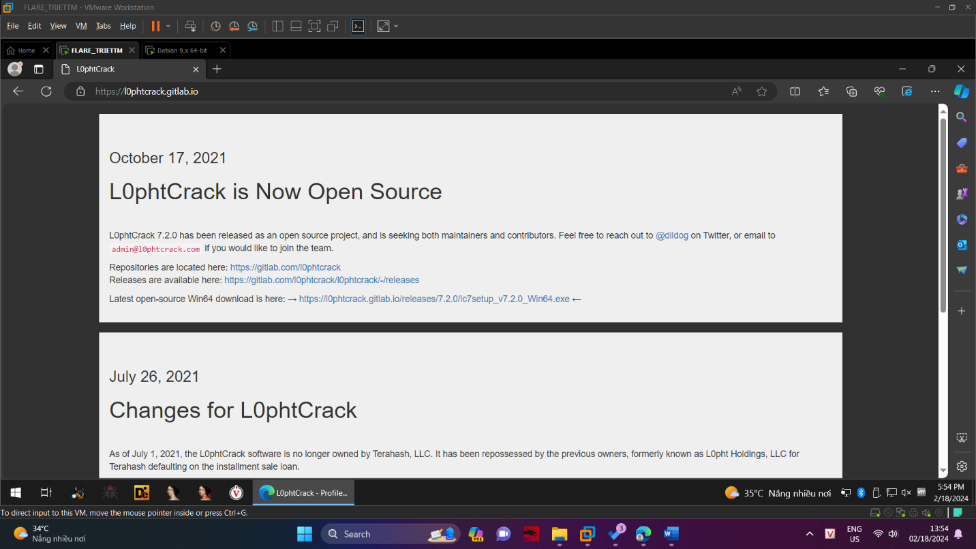 FLARE_TRIETTM - VMware Workstation
File Edit View VM Tabs Help
Home FLARE_TRIETTM Debian 9.x 64-bit
L0phtCrack
https://l0phtcrack.gitlab.io
October 17, 2021
L0phtCrack is Now Open Source
L0phtCrack 7.2.0 has been released as an open source project, and is seeking both maintainers and contributors. Feel free to reach out to @dildog on Twitter, or email to
admin@l0phtcrack.com if you would like to join the team.
Repositories are located here: https://gitlab.com/l0phtcrack
Releases are available here: https://gitlab.com/l0phtcrack/l0phtcrack/-/releases
Latest open-source Win64 download is here: → https://l0phtcrack.gitlab.io/releases/7.2.0/lc7setup_v7.2.0_Win64.exe ←
July 26, 2021
Changes for L0phtCrack
As of July 1, 2021, the L0phtCrack software is no longer owned by Terahash, LLC. It has been repossessed by the previous owners, formerly known as L0pht Holdings, LLC for
Terahash defaulting on the installment sale loan.
L0phtCrack - Profile... 35°C Nắng nhiều nơi 5:54 PM
2/18/2024
To direct input to this VM, move the mouse pointer inside or press Ctrl+G.
34°C
Nắng nhiều nơi
Search
3
ENG
US
13:54
02/18/2024